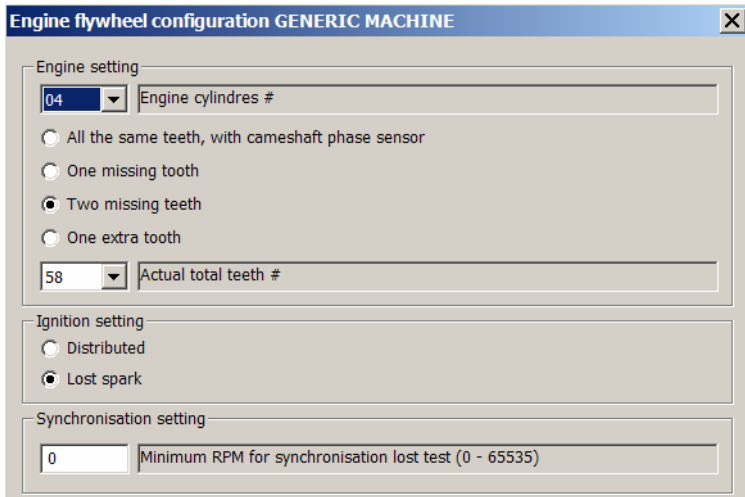 Engine flywheel configuration GENERIC MACHINE
Engine setting
04 Engine cylindres #
All the same teeth, with cameshaft phase sensor
One missing tooth
Two missing teeth
One extra tooth
58 Actual total teeth #
Ignition setting
Distributed
Lost spark
Synchronisation setting
0 Minimum RPM for synchronisation lost test (0 - 65535)